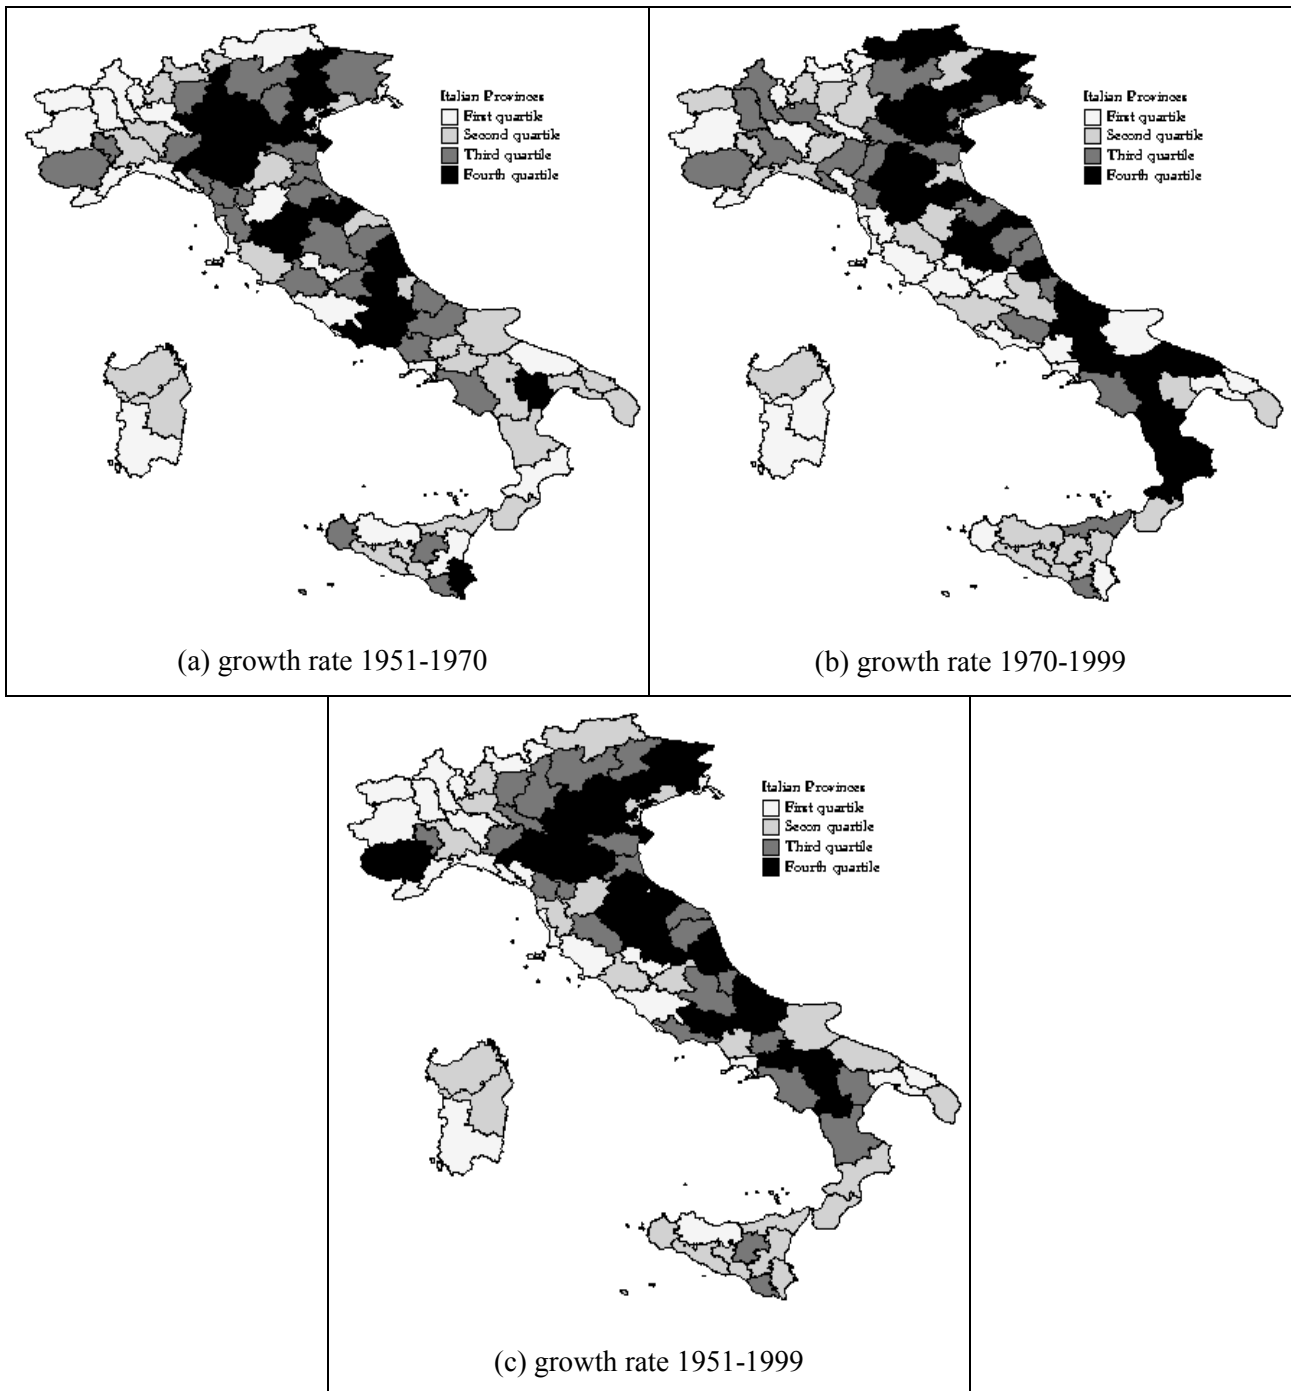 Italian Provinces
First quartile
Second quartile
Third quartile
Fourth quartile
(a) growth rate 1951-1970
Italian Provinces
First quartile
Second quartile
Third quartile
Fourth quartile
(b) growth rate 1970-1999
Italian Provinces
First quartile
Secon quartile
Third quartile
Fourth quartile
(c) growth rate 1951-1999